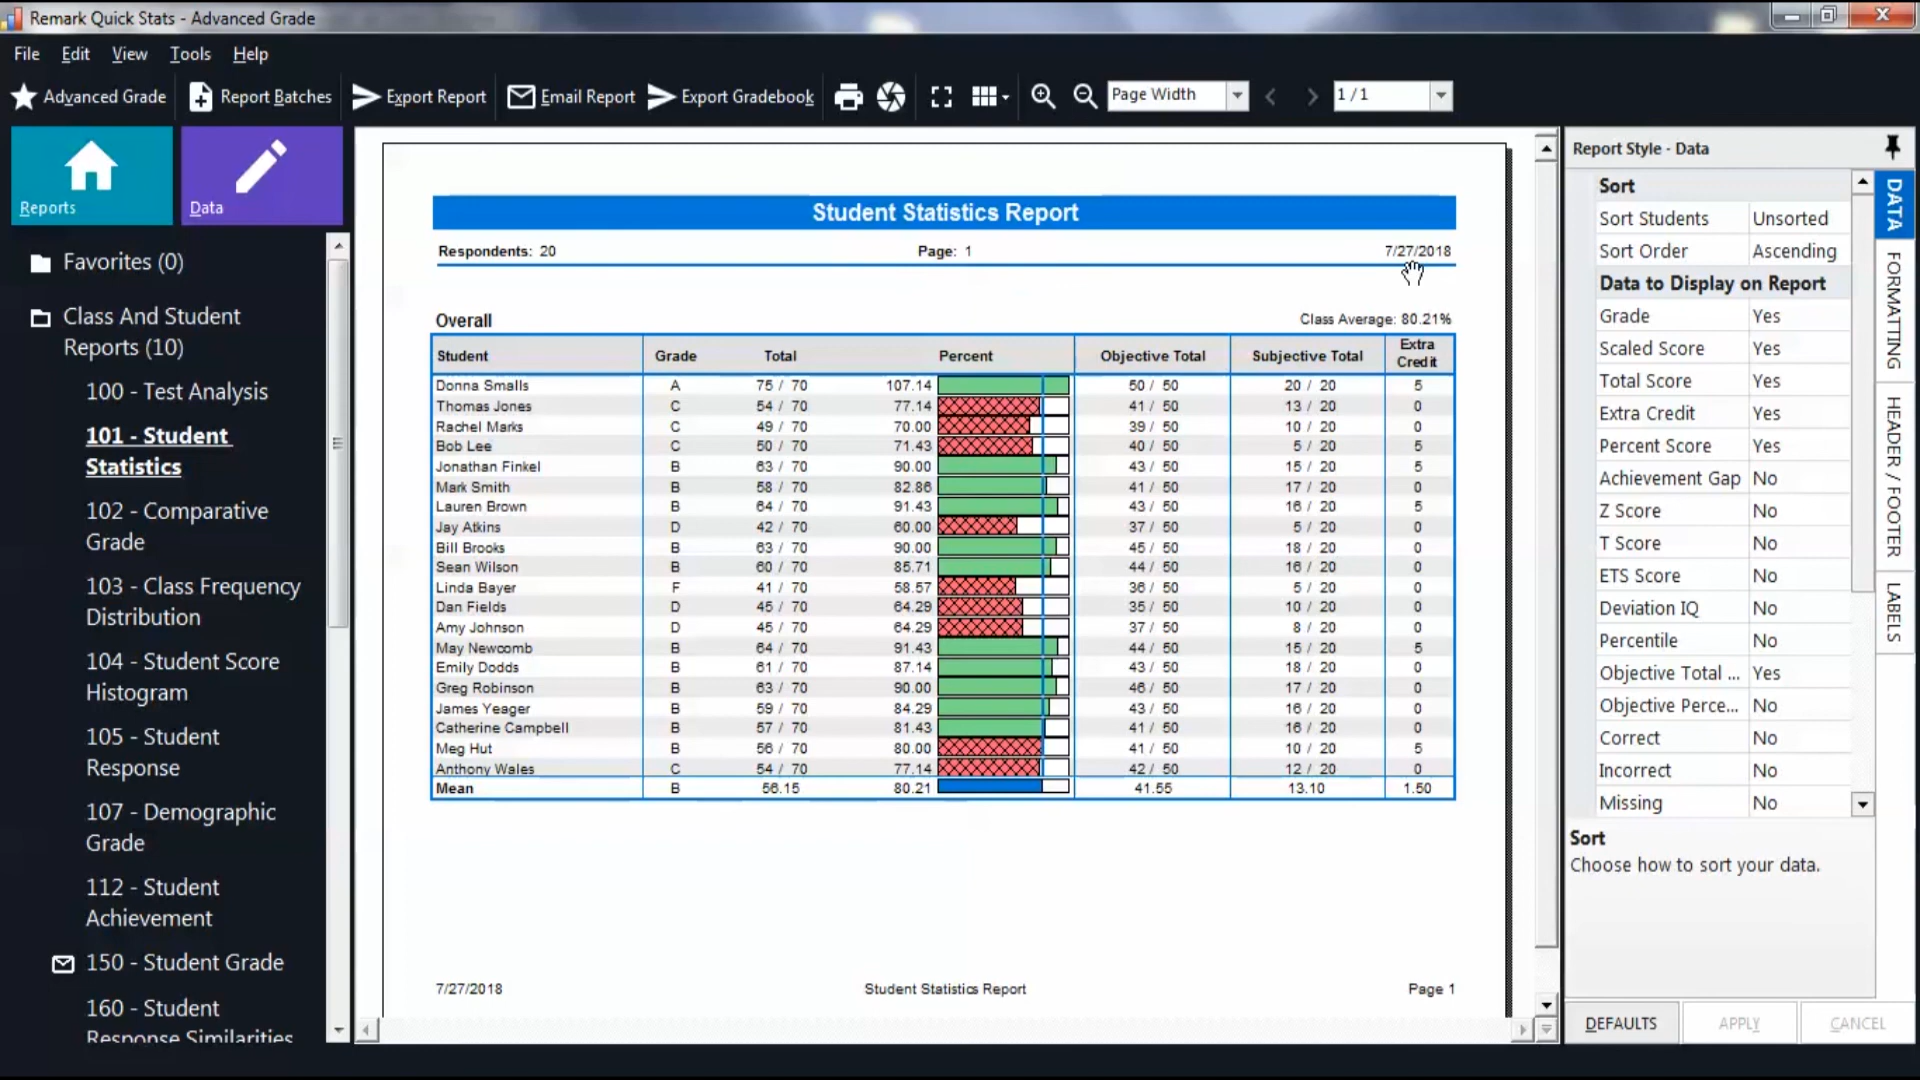 Remark Quick Stats - Advanced Grade
File Edit View Tools Help
Advanced Grade Report Batches Export Report Email Report Export Gradebook Page Width 1 / 1
Reports Data
Favorites (0)
Class And Student
Reports (10)
100 - Test Analysis
101 - Student
Statistics
102 - Comparative
Grade
103 - Class Frequency
Distribution
104 - Student Score
Histogram
105 - Student
Response
107 - Demographic
Grade
112 - Student
Achievement
150 - Student Grade
160 - Student
Response Similarities
Student Statistics Report
Respondents: 20 Page: 1 7/27/2018
Overall Class Average: 80.21%
Student Grade Total Percent Objective Total Subjective Total Extra Credit
Donna Smalls A 75 / 70 107.14 50 / 50 20 / 20 5
Thomas Jones C 54 / 70 77.14 41 / 50 13 / 20 0
Rachel Marks C 49 / 70 70.00 39 / 50 10 / 20 0
Bob Lee C 50 / 70 71.43 40 / 50 5 / 20 5
Jonathan Finkel B 63 / 70 90.00 43 / 50 15 / 20 5
Mark Smith B 58 / 70 82.86 41 / 50 17 / 20 0
Lauren Brown B 64 / 70 91.43 43 / 50 16 / 20 5
Jay Atkins D 42 / 70 60.00 37 / 50 5 / 20 0
Bill Brooks B 63 / 70 90.00 45 / 50 18 / 20 0
Sean Wilson B 60 / 70 85.71 44 / 50 16 / 20 0
Linda Bayer F 41 / 70 58.57 36 / 50 5 / 20 0
Dan Fields D 45 / 70 64.29 35 / 50 10 / 20 0
Amy Johnson D 45 / 70 64.29 37 / 50 8 / 20 0
May Newcomb B 64 / 70 91.43 44 / 50 15 / 20 5
Emily Dodds B 61 / 70 87.14 43 / 50 18 / 20 0
Greg Robinson B 63 / 70 90.00 46 / 50 17 / 20 0
James Yeager B 59 / 70 84.29 43 / 50 16 / 20 0
Catherine Campbell B 57 / 70 81.43 41 / 50 16 / 20 0
Meg Hut B 56 / 70 80.00 41 / 50 10 / 20 5
Anthony Wales C 54 / 70 77.14 42 / 50 12 / 20 0
Mean B 56.15 80.21 41.55 13.10 1.50
7/27/2018 Student Statistics Report Page 1
Report Style - Data
Sort
Sort Students Unsorted
Sort Order Ascending
Data to Display on Report
Grade Yes
Scaled Score Yes
Total Score Yes
Extra Credit Yes
Percent Score Yes
Achievement Gap No
Z Score No
T Score No
ETS Score No
Deviation IQ No
Percentile No
Objective Total ... Yes
Objective Perce... No
Correct No
Incorrect No
Missing No
Sort
Choose how to sort your data.
DEFAULTS APPLY CANCEL
DATA
FORMATTING
HEADER / FOOTER
LABELS